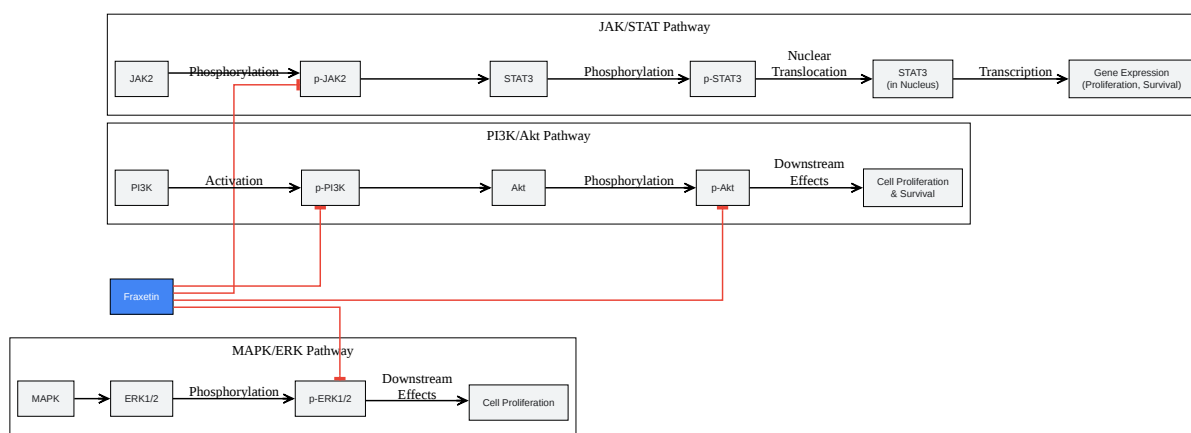 JAK/STAT Pathway
JAK2
Phosphorylation
p-JAK2
STAT3
Phosphorylation
p-STAT3
Nuclear
Translocation
STAT3
(in Nucleus)
Transcription
Gene Expression
(Proliferation, Survival)
PI3K/Akt Pathway
PI3K
Activation
p-PI3K
Akt
Phosphorylation
p-Akt
Downstream
Effects
Cell Proliferation
& Survival
Fraxetin
MAPK/ERK Pathway
MAPK
ERK1/2
Phosphorylation
p-ERK1/2
Downstream
Effects
Cell Proliferation